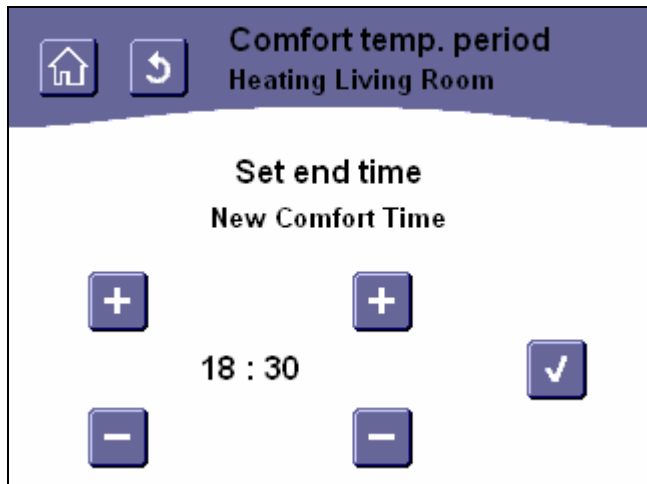 Comfort temp. period
Heating Living Room
Set end time
New Comfort Time
+ +
18 : 30
− −